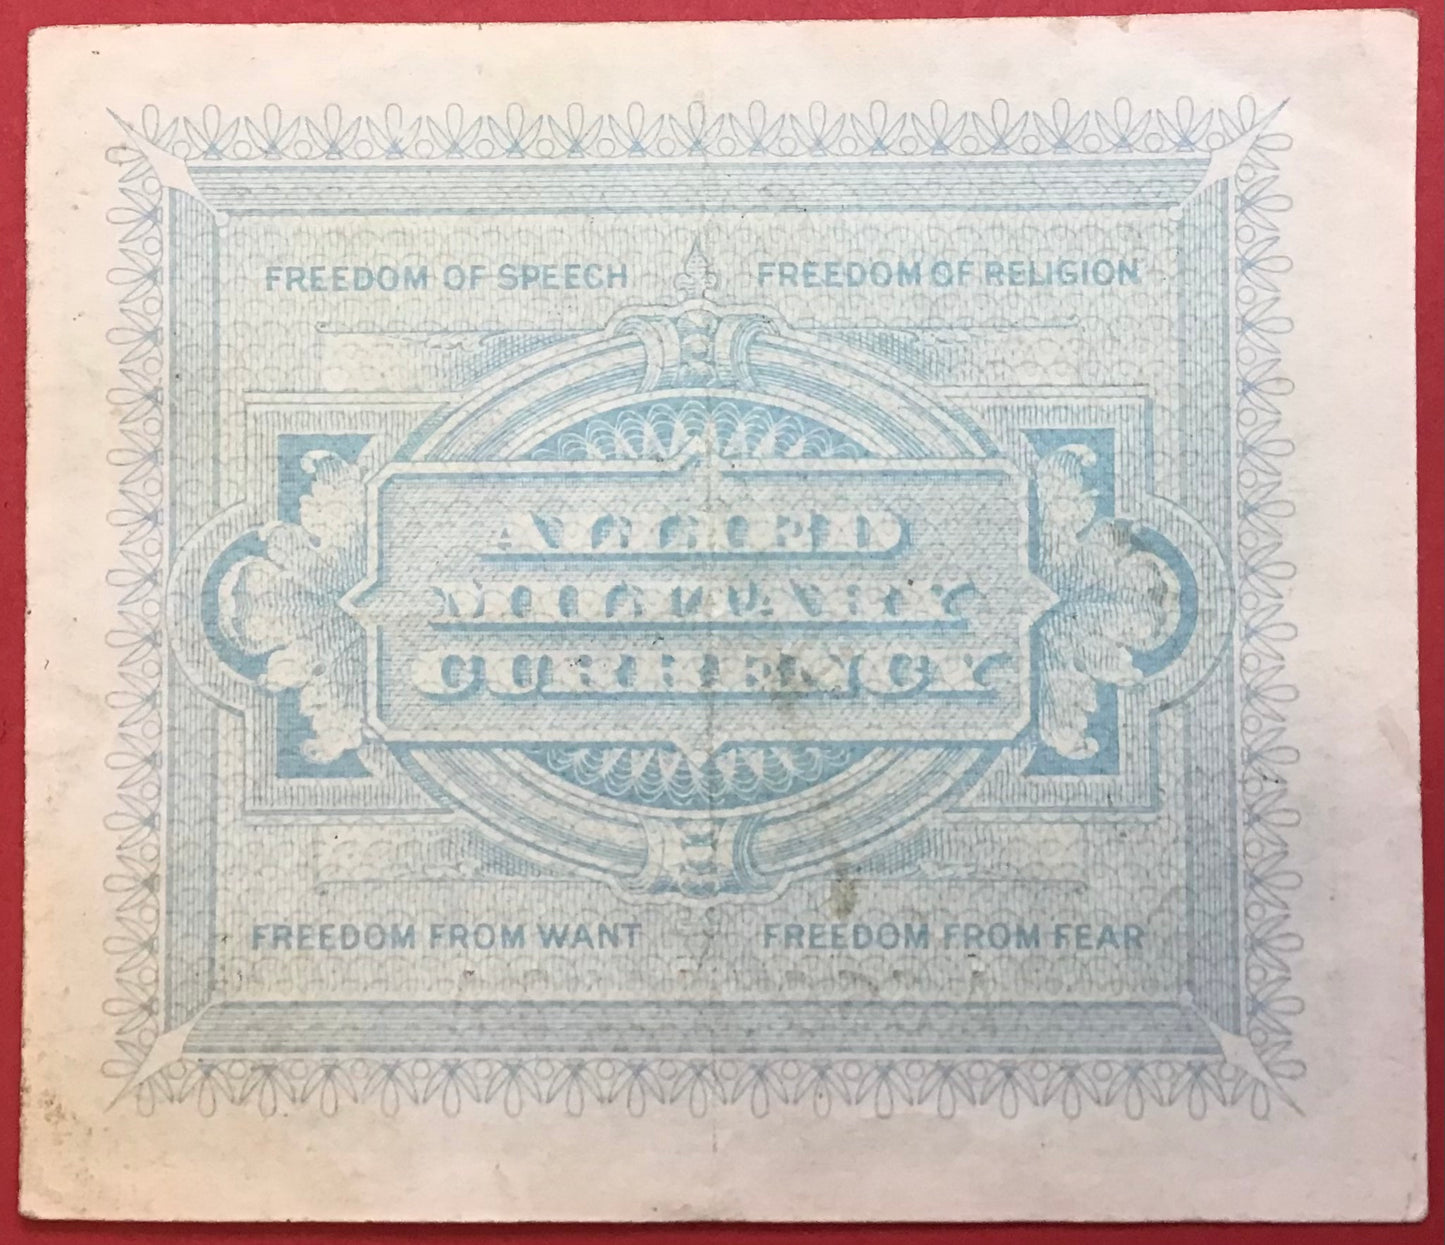 FREEDOM OF SPEECH FREEDOM OF RELIGION
ALLIED
MILITARY
CURRENCY
FREEDOM FROM WANT FREEDOM FROM FEAR